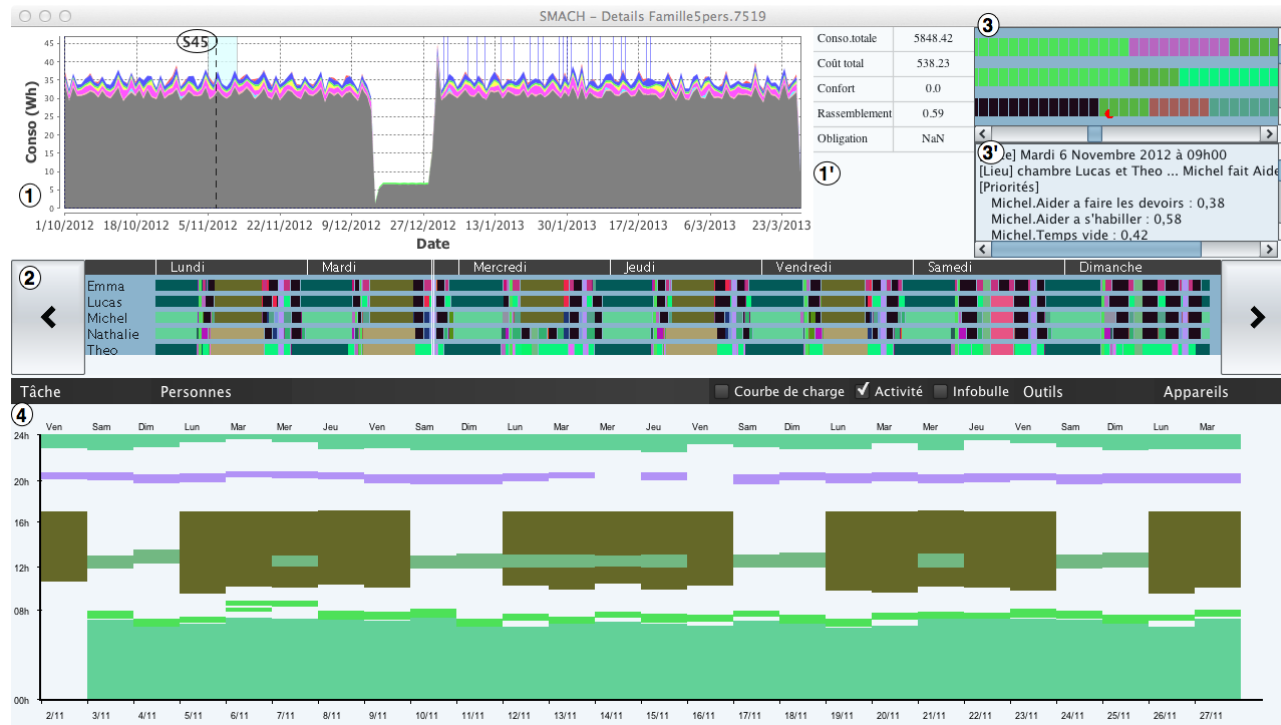 SMACH - Details Famille5pers.7519
S45
Conso (Wh)
45
40
35
30
25
20
15
10
5
0
1/10/2012 18/10/2012 5/11/2012 22/11/2012 9/12/2012 27/12/2012 13/1/2013 30/1/2013 17/2/2013 6/3/2013 23/3/2013
Date
1
Conso.totale 5848.42
Coût total 538.23
Confort 0.0
Rassemblement 0.59
Obligation NaN
1'
3
3'
] Mardi 6 Novembre 2012 à 09h00
[Lieu] chambre Lucas et Theo ... Michel fait Aide
[Priorités]
Michel.Aider a faire les devoirs : 0,38
Michel.Aider a s'habiller : 0,58
Michel.Temps vide : 0,42
2
Lundi Mardi Mercredi Jeudi Vendredi Samedi Dimanche
Emma
Lucas
Michel
Nathalie
Theo
Tâche Personnes Courbe de charge Activité Infobulle Outils Appareils
4
Ven Sam Dim Lun Mar Mer Jeu Ven Sam Dim Lun Mar Mer Jeu Ven Sam Dim Lun Mar Mer Jeu Ven Sam Dim Lun Mar
24h
20h
16h
12h
08h
00h
2/11 3/11 4/11 5/11 6/11 7/11 8/11 9/11 10/11 11/11 12/11 13/11 14/11 15/11 16/11 17/11 18/11 19/11 20/11 21/11 22/11 23/11 24/11 25/11 26/11 27/11